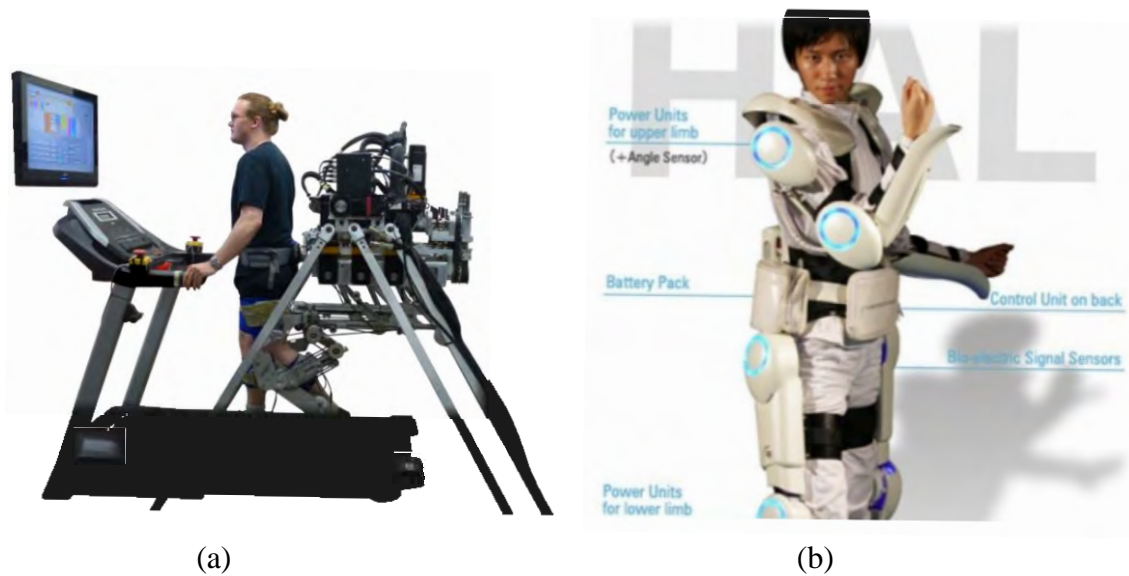 HAL
Power Units
for upper limb
(+Angle Sensor)
Battery Pack
Control Unit on back
Bio-electric Signal Sensors
Power Units
for lower limb
(a)
(b)